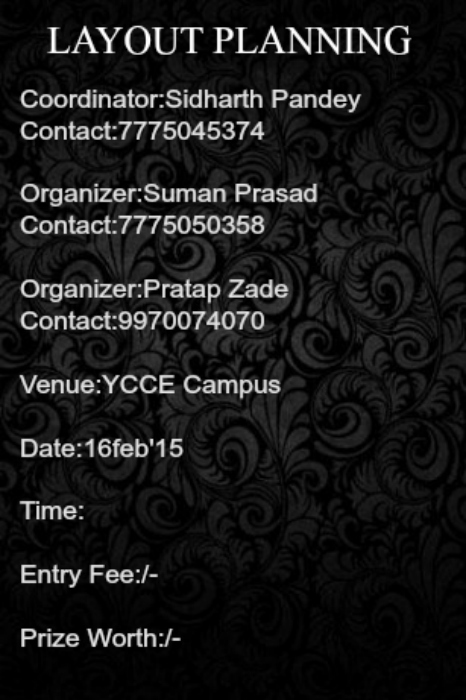 LAYOUT PLANNING
Coordinator:Sidharth Pandey
Contact:7775045374
Organizer:Suman Prasad
Contact:7775050358
Organizer:Pratap Zade
Contact:9970074070
Venue:YCCE Campus
Date:16feb'15
Time:
Entry Fee:/-
Prize Worth:/-